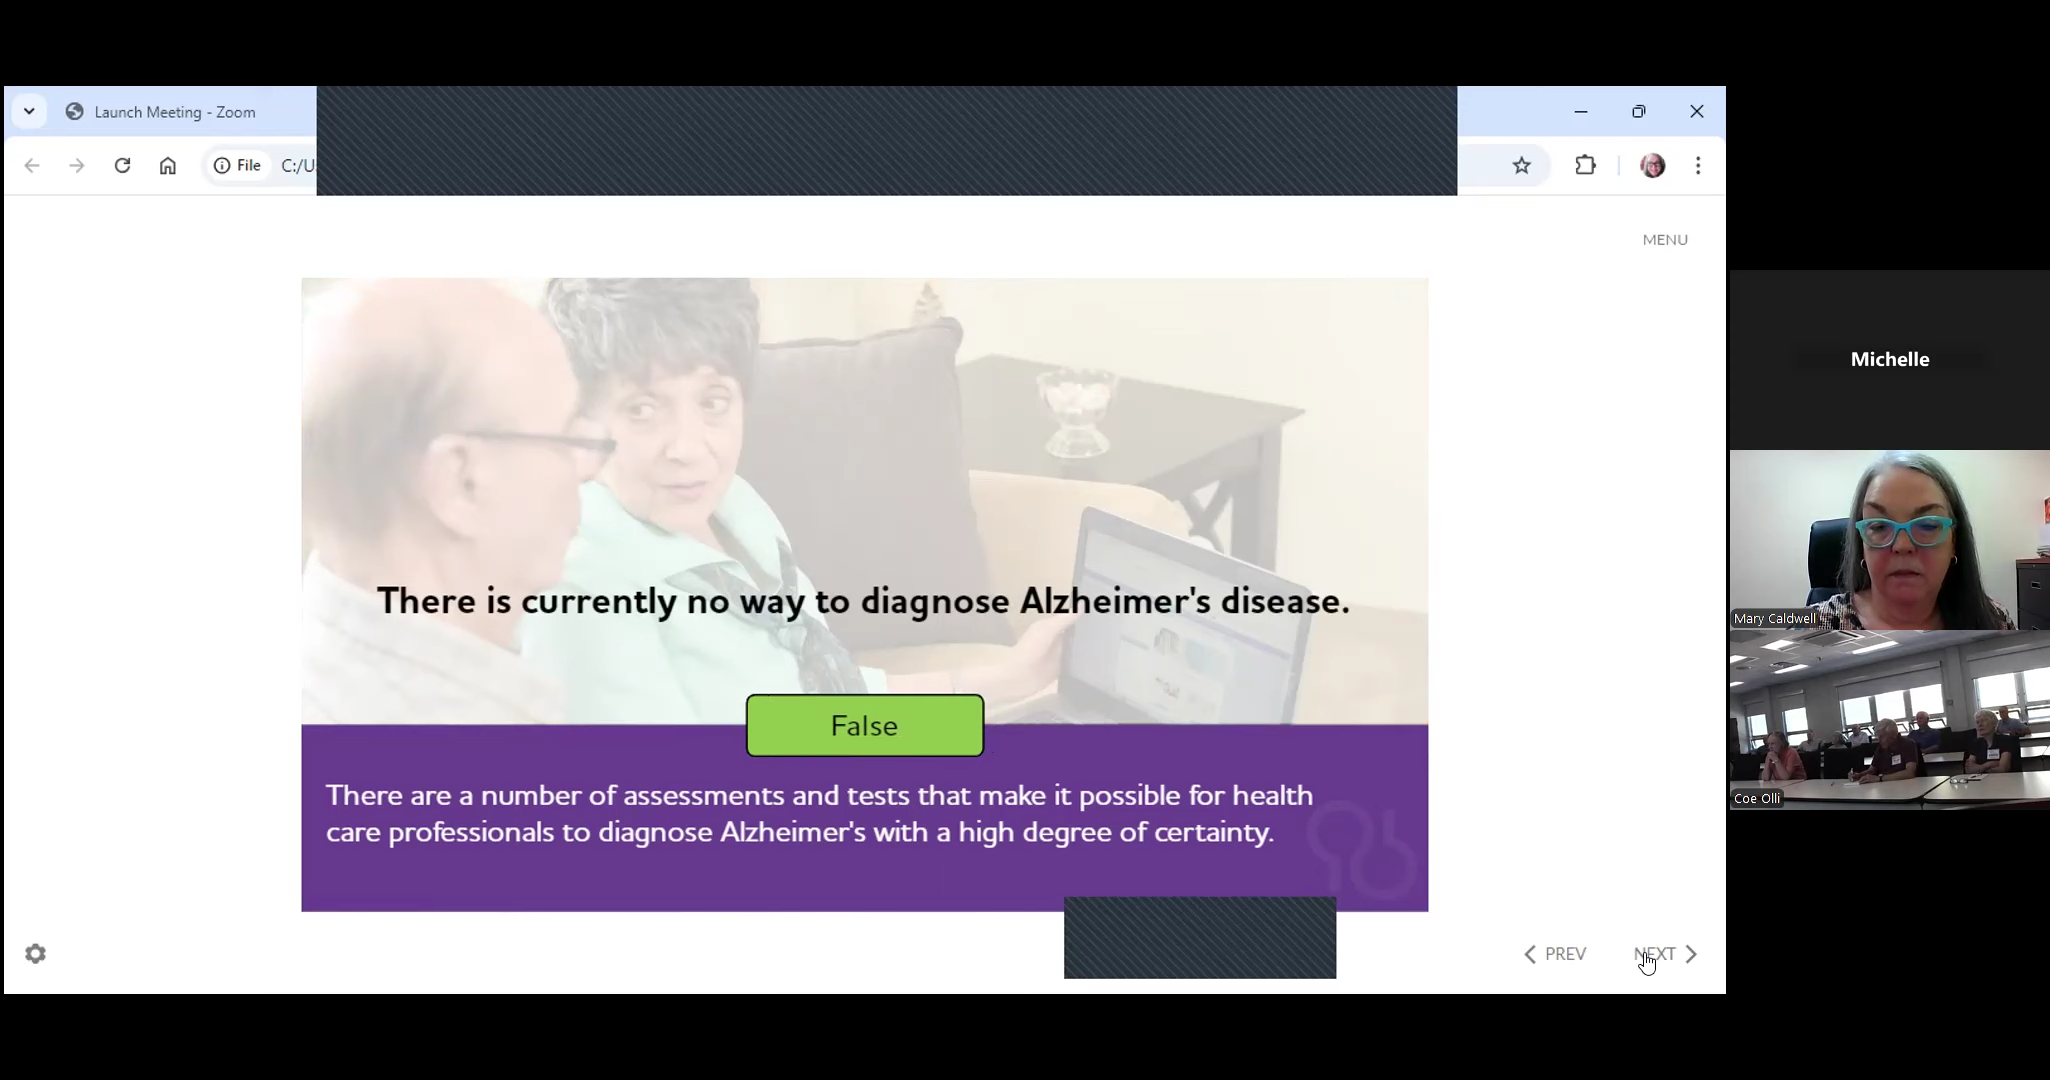 Launch Meeting - Zoom
File C:/U
MENU
There is currently no way to diagnose Alzheimer's disease.
False
There are a number of assessments and tests that make it possible for health
care professionals to diagnose Alzheimer's with a high degree of certainty.
PREV NEXT
Michelle
Mary Caldwell
Coe Olli